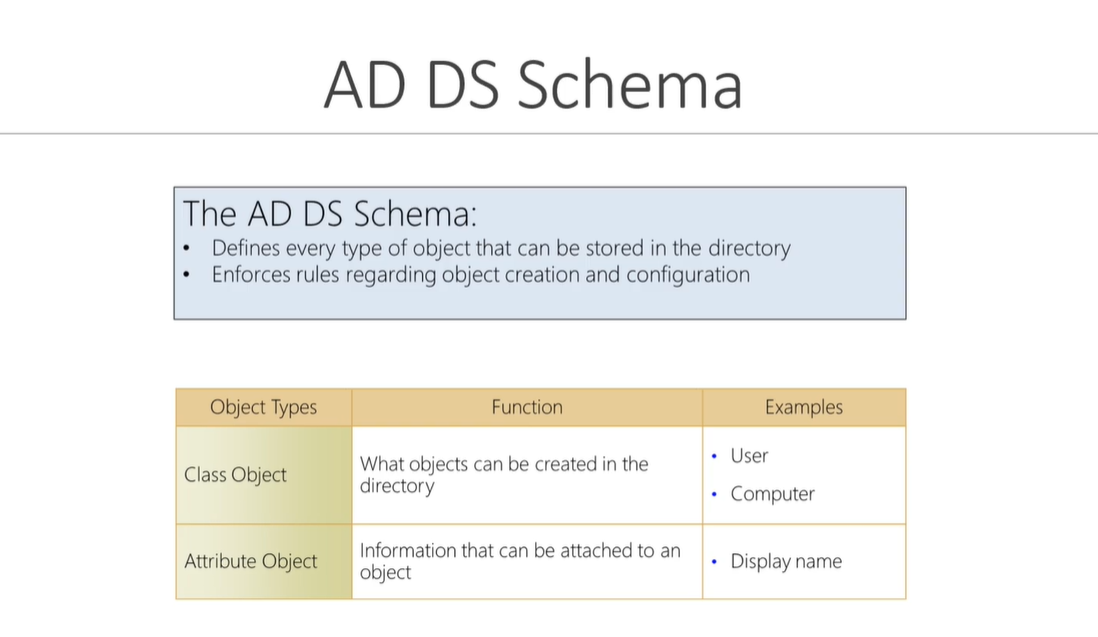 AD DS Schema
The AD DS Schema:
• Defines every type of object that can be stored in the directory
• Enforces rules regarding object creation and configuration
Object Types Function Examples
Class Object
What objects can be created in the
directory
• User
• Computer
Attribute Object
Information that can be attached to an
object
• Display name